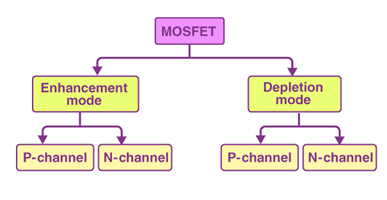 MOSFET
Enhancement
mode
Depletion
mode
P-channel
N-channel
P-channel
N-channel